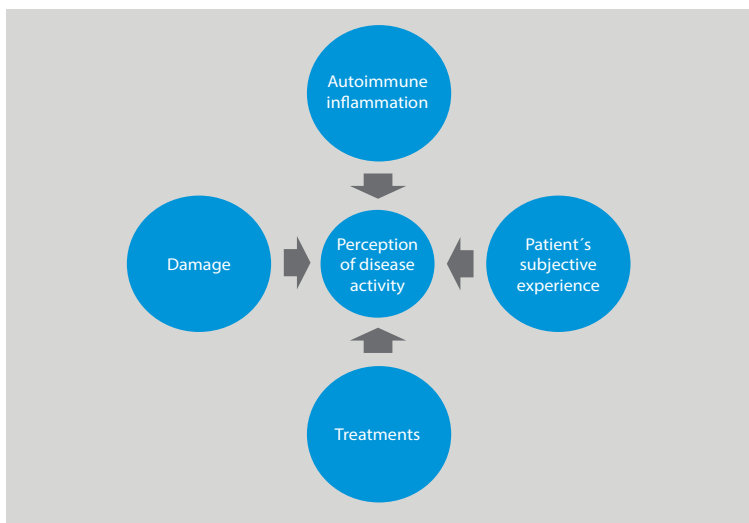 Autoimmune
inflammation
Damage
Perception
of disease
activity
Patient´s
subjective
experience
Treatments